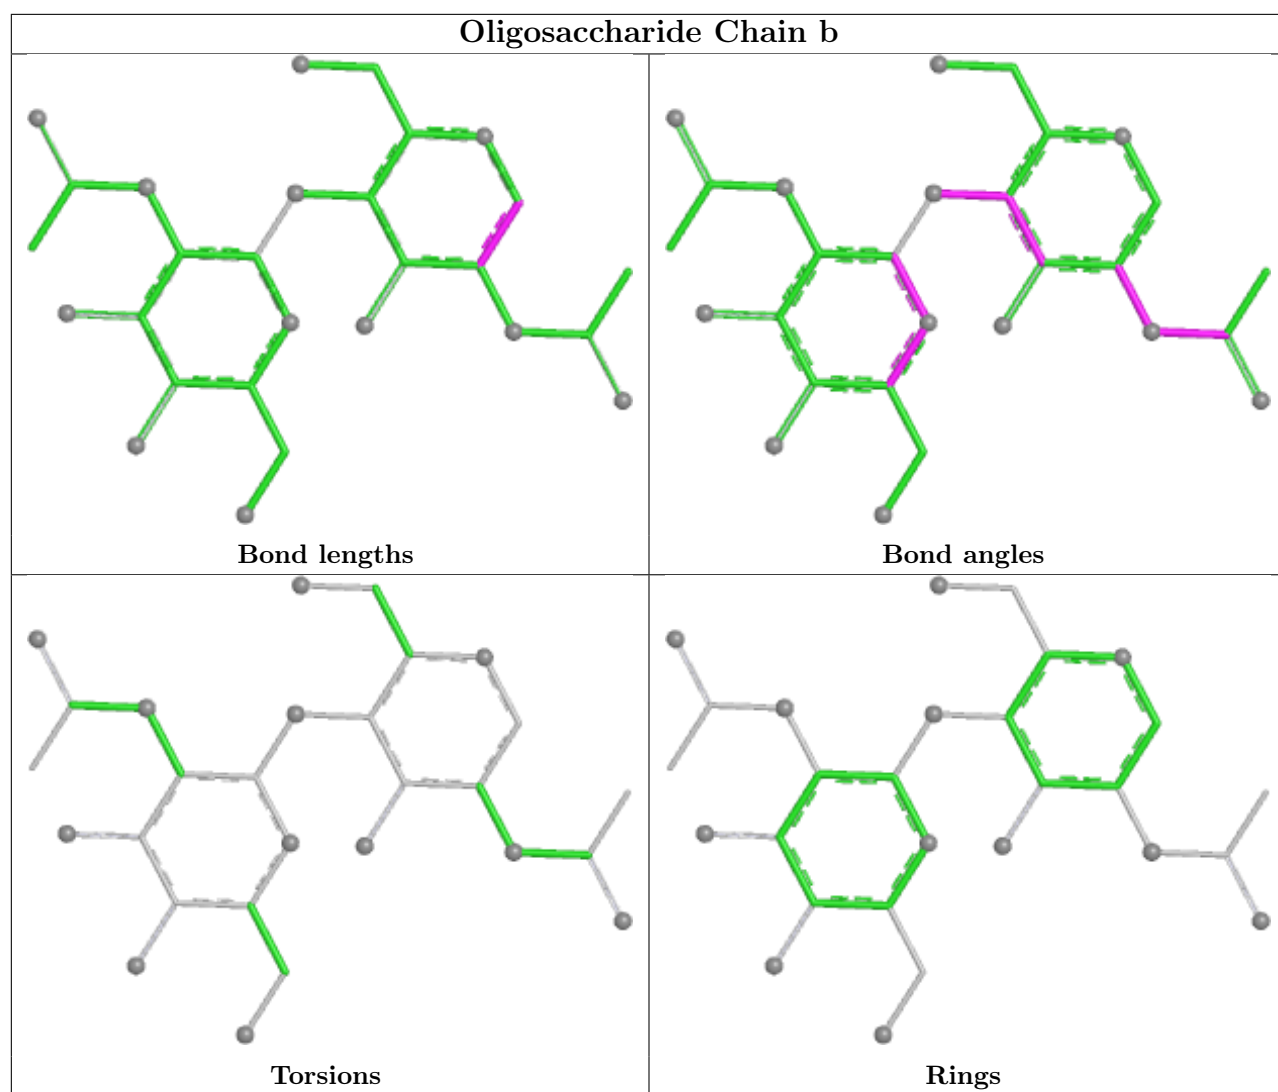 Oligosaccharide Chain b
Bond lengths
Bond angles
Torsions
Rings